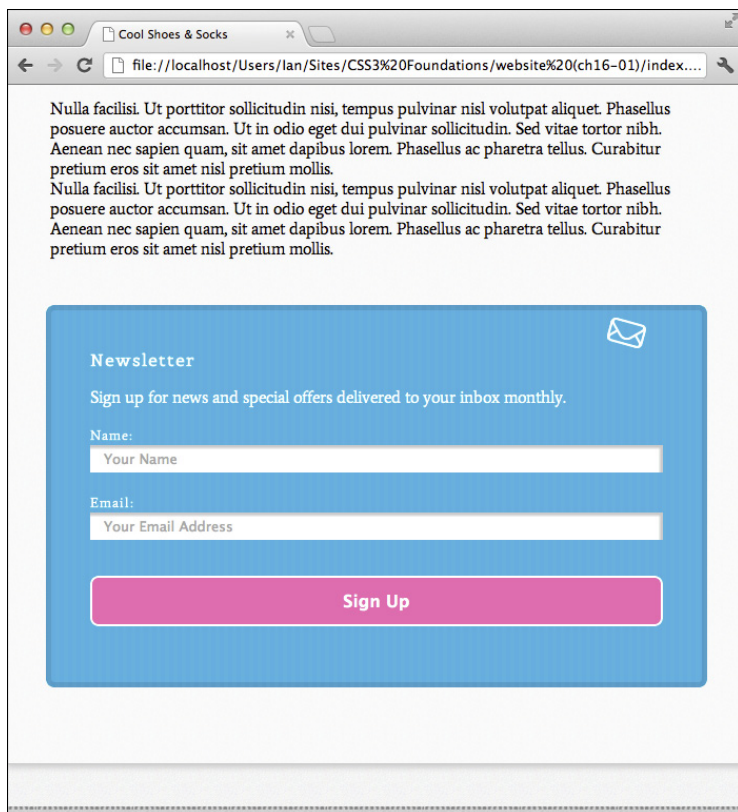 Cool Shoes & Socks
file://localhost/Users/Ian/Sites/CSS3%20Foundations/website%20(ch16-01)/index....
Nulla facilisi. Ut porttitor sollicitudin nisi, tempus pulvinar nisl volutpat aliquet. Phasellus
posuere auctor accumsan. Ut in odio eget dui pulvinar sollicitudin. Sed vitae tortor nibh.
Aenean nec sapien quam, sit amet dapibus lorem. Phasellus ac pharetra tellus. Curabitur
pretium eros sit amet nisl pretium mollis.
Nulla facilisi. Ut porttitor sollicitudin nisi, tempus pulvinar nisl volutpat aliquet. Phasellus
posuere auctor accumsan. Ut in odio eget dui pulvinar sollicitudin. Sed vitae tortor nibh.
Aenean nec sapien quam, sit amet dapibus lorem. Phasellus ac pharetra tellus. Curabitur
pretium eros sit amet nisl pretium mollis.
Newsletter
Sign up for news and special offers delivered to your inbox monthly.
Name:
Your Name
Email:
Your Email Address
Sign Up